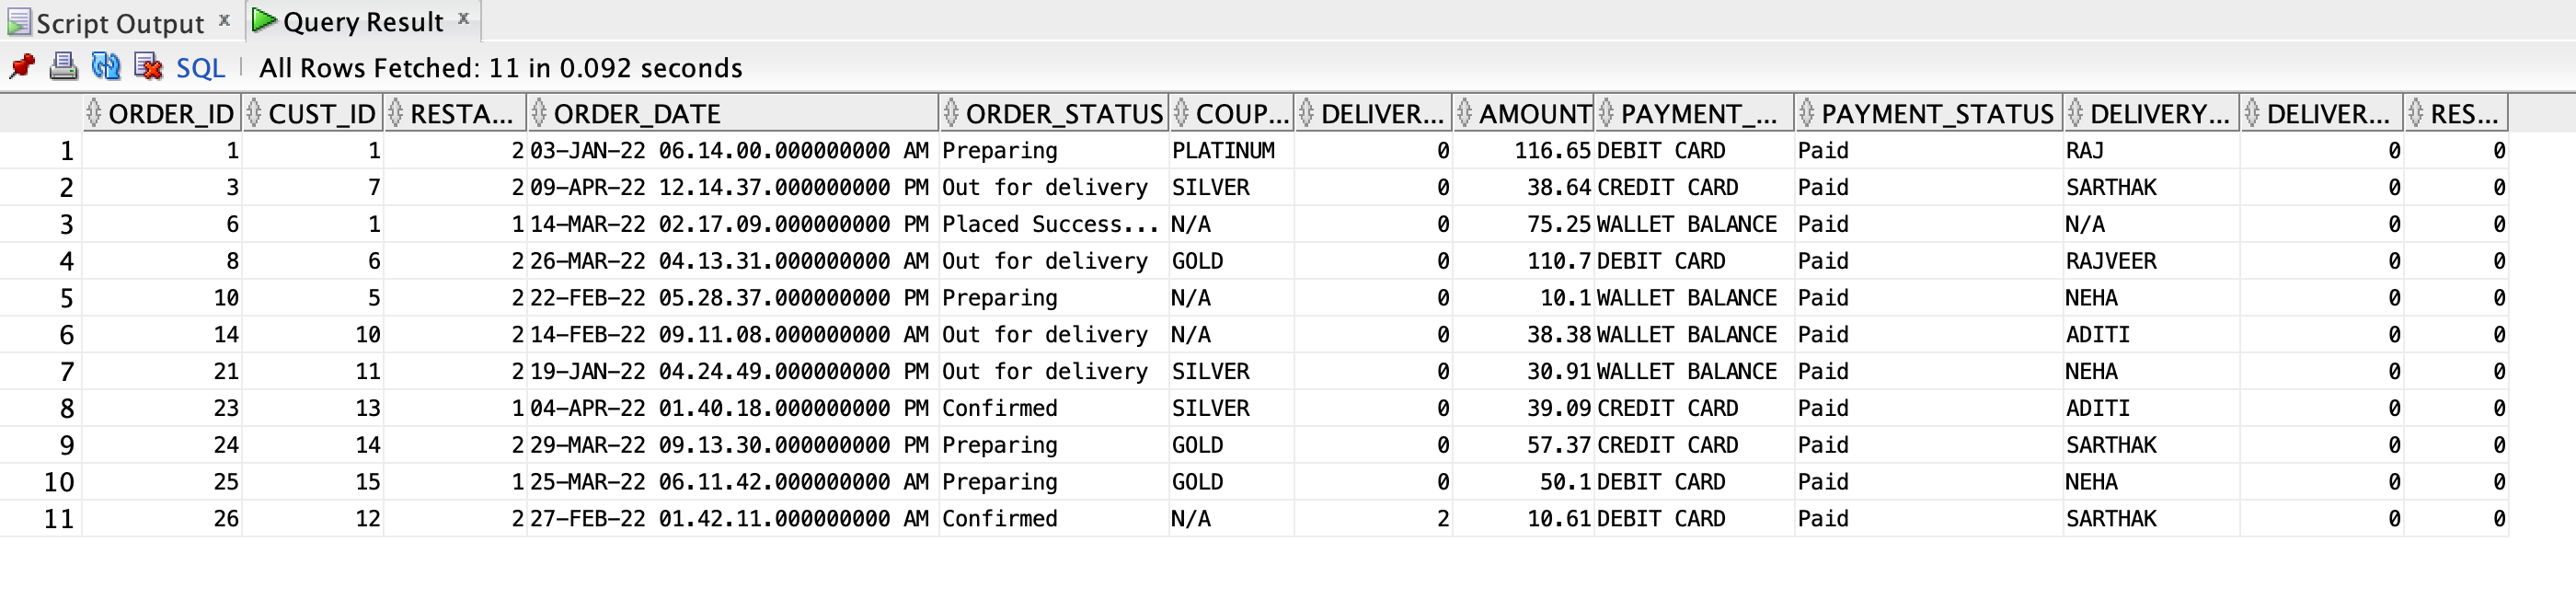 Script Output x Query Result x
SQL All Rows Fetched: 11 in 0.092 seconds
ORDER_ID CUST_ID RESTA... ORDER_DATE ORDER_STATUS COUP... DELIVER... AMOUNT PAYMENT_... PAYMENT_STATUS DELIVERY... DELIVER... RES...
1 1 1 2 03-JAN-22 06.14.00.000000000 AM Preparing PLATINUM 0 116.65 DEBIT CARD Paid RAJ 0 0
2 3 7 2 09-APR-22 12.14.37.000000000 PM Out for delivery SILVER 0 38.64 CREDIT CARD Paid SARTHAK 0 0
3 6 1 1 14-MAR-22 02.17.09.000000000 PM Placed Success... N/A 0 75.25 WALLET BALANCE Paid N/A 0 0
4 8 6 2 26-MAR-22 04.13.31.000000000 AM Out for delivery GOLD 0 110.7 DEBIT CARD Paid RAJVEER 0 0
5 10 5 2 22-FEB-22 05.28.37.000000000 PM Preparing N/A 0 10.1 WALLET BALANCE Paid NEHA 0 0
6 14 10 2 14-FEB-22 09.11.08.000000000 AM Out for delivery N/A 0 38.38 WALLET BALANCE Paid ADITI 0 0
7 21 11 2 19-JAN-22 04.24.49.000000000 PM Out for delivery SILVER 0 30.91 WALLET BALANCE Paid NEHA 0 0
8 23 13 1 04-APR-22 01.40.18.000000000 PM Confirmed SILVER 0 39.09 CREDIT CARD Paid ADITI 0 0
9 24 14 2 29-MAR-22 09.13.30.000000000 PM Preparing GOLD 0 57.37 CREDIT CARD Paid SARTHAK 0 0
10 25 15 1 25-MAR-22 06.11.42.000000000 AM Preparing GOLD 0 50.1 DEBIT CARD Paid NEHA 0 0
11 26 12 2 27-FEB-22 01.42.11.000000000 AM Confirmed N/A 2 10.61 DEBIT CARD Paid SARTHAK 0 0